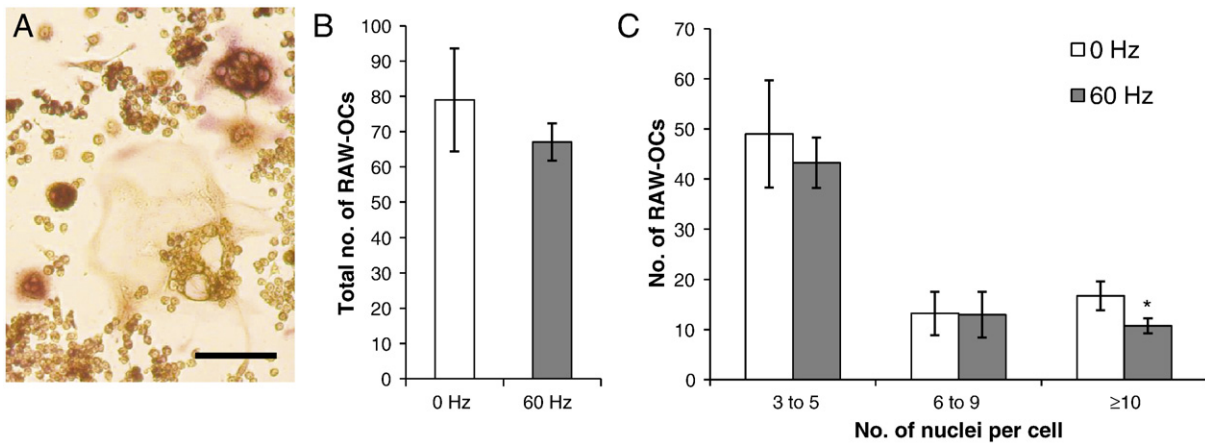 A
B
Total no. of RAW-OCs
100
90
80
70
60
50
40
30
20
10
0
0 Hz
60 Hz
C
No. of RAW-OCs
70
60
50
40
30
20
10
0
0 Hz
60 Hz
*
3 to 5
6 to 9
≥10
No. of nuclei per cell